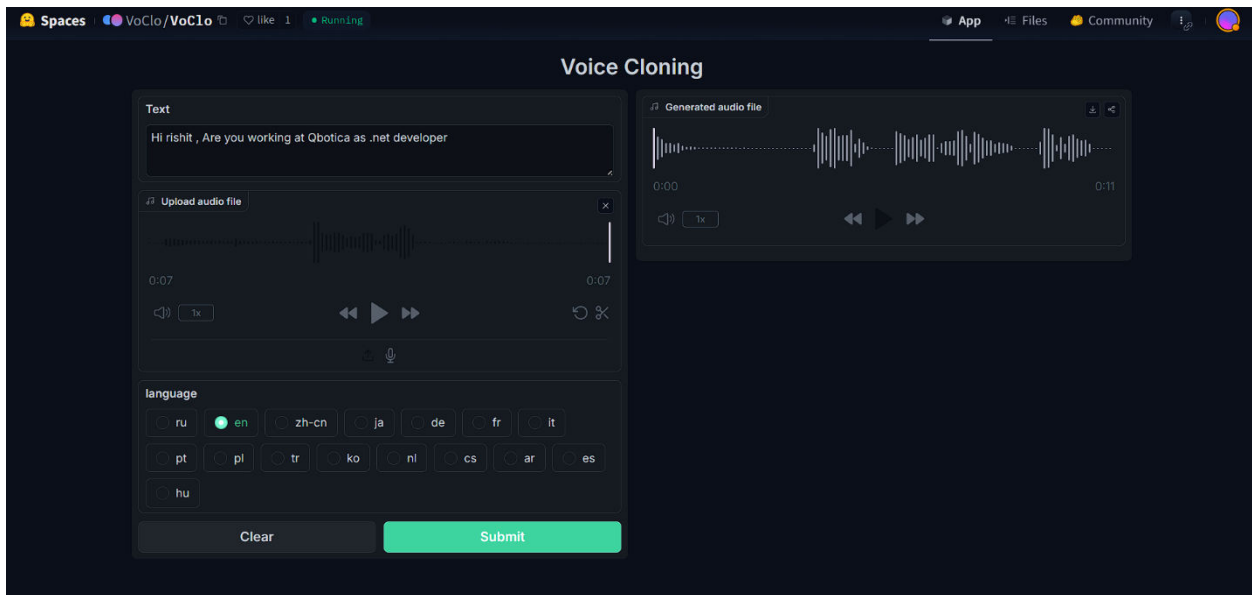 Spaces VoClo/VoClo like 1 Running App Files Community
Voice Cloning
Text
Hi rishit , Are you working at Qbotica as .net developer
Upload audio file
0:07 0:07
1x
language
ru en zh-cn ja de fr it
pt pl tr ko nl cs ar es
hu
Clear Submit
Generated audio file
0:00 0:11
1x